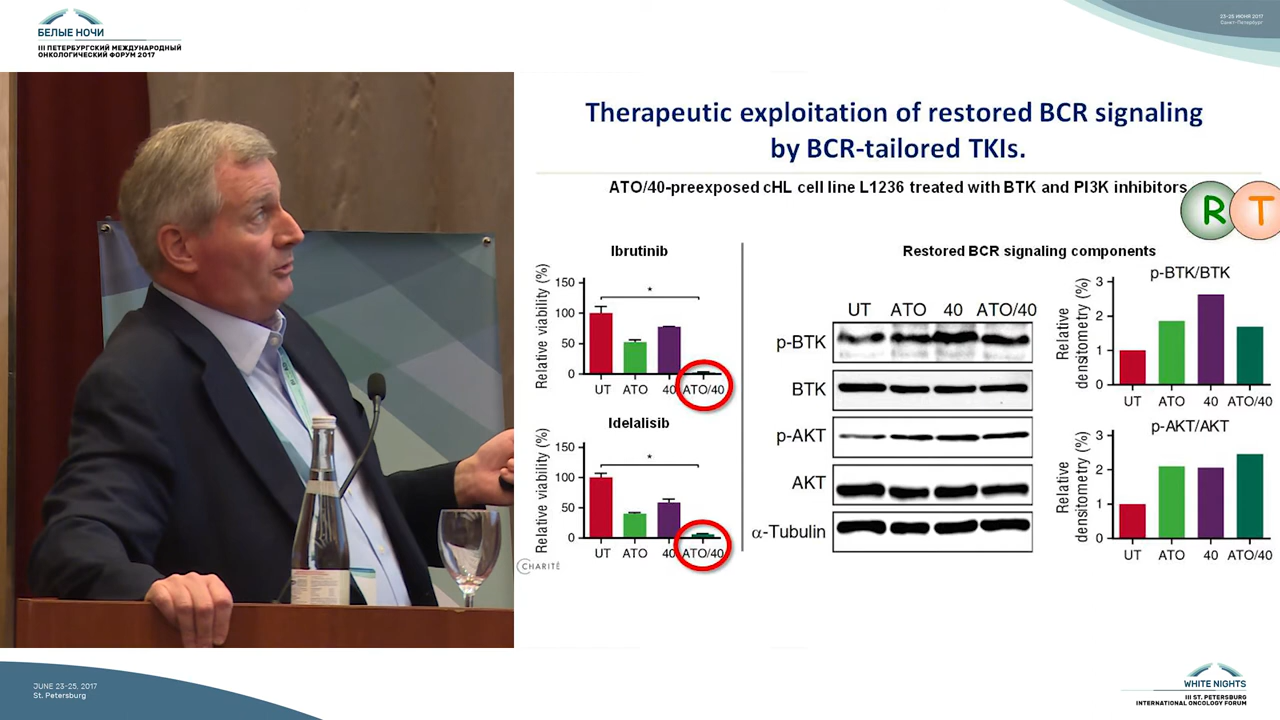 БЕЛЫЕ НОЧИ
III ПЕТЕРБУРГСКИЙ МЕЖДУНАРОДНЫЙ
ОНКОЛОГИЧЕСКИЙ ФОРУМ 2017
23-25 ИЮНЯ 2017
Санкт-Петербург
Therapeutic exploitation of restored BCR signaling
by BCR-tailored TKIs.
ATO/40-preexposed cHL cell line L1236 treated with BTK and PI3K inhibitors
R T
Ibrutinib
Relative viability (%)
150
100
50
0
*
UT ATO 40 ATO/40
Idelalisib
Relative viability (%)
150
100
50
0
*
UT ATO 40 ATO/40
CHARITÉ
Restored BCR signaling components
UT ATO 40 ATO/40
p-BTK
BTK
p-AKT
AKT
α-Tubulin
p-BTK/BTK
Relative
densitometry (%)
3
2
1
0
UT ATO 40 ATO/40
p-AKT/AKT
Relative
densitometry (%)
3
2
1
0
UT ATO 40 ATO/40
JUNE 23-25, 2017
St. Petersburg
WHITE NIGHTS
III ST. PETERSBURG
INTERNATIONAL ONCOLOGY FORUM